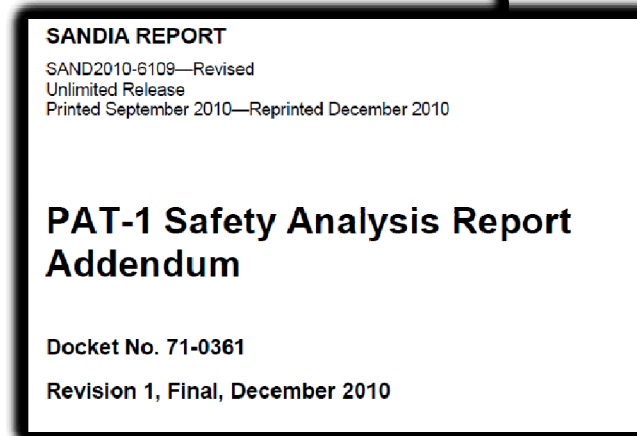 SANDIA REPORT
SAND2010-6109—Revised
Unlimited Release
Printed September 2010—Reprinted December 2010
PAT-1 Safety Analysis Report
Addendum
Docket No. 71-0361
Revision 1, Final, December 2010